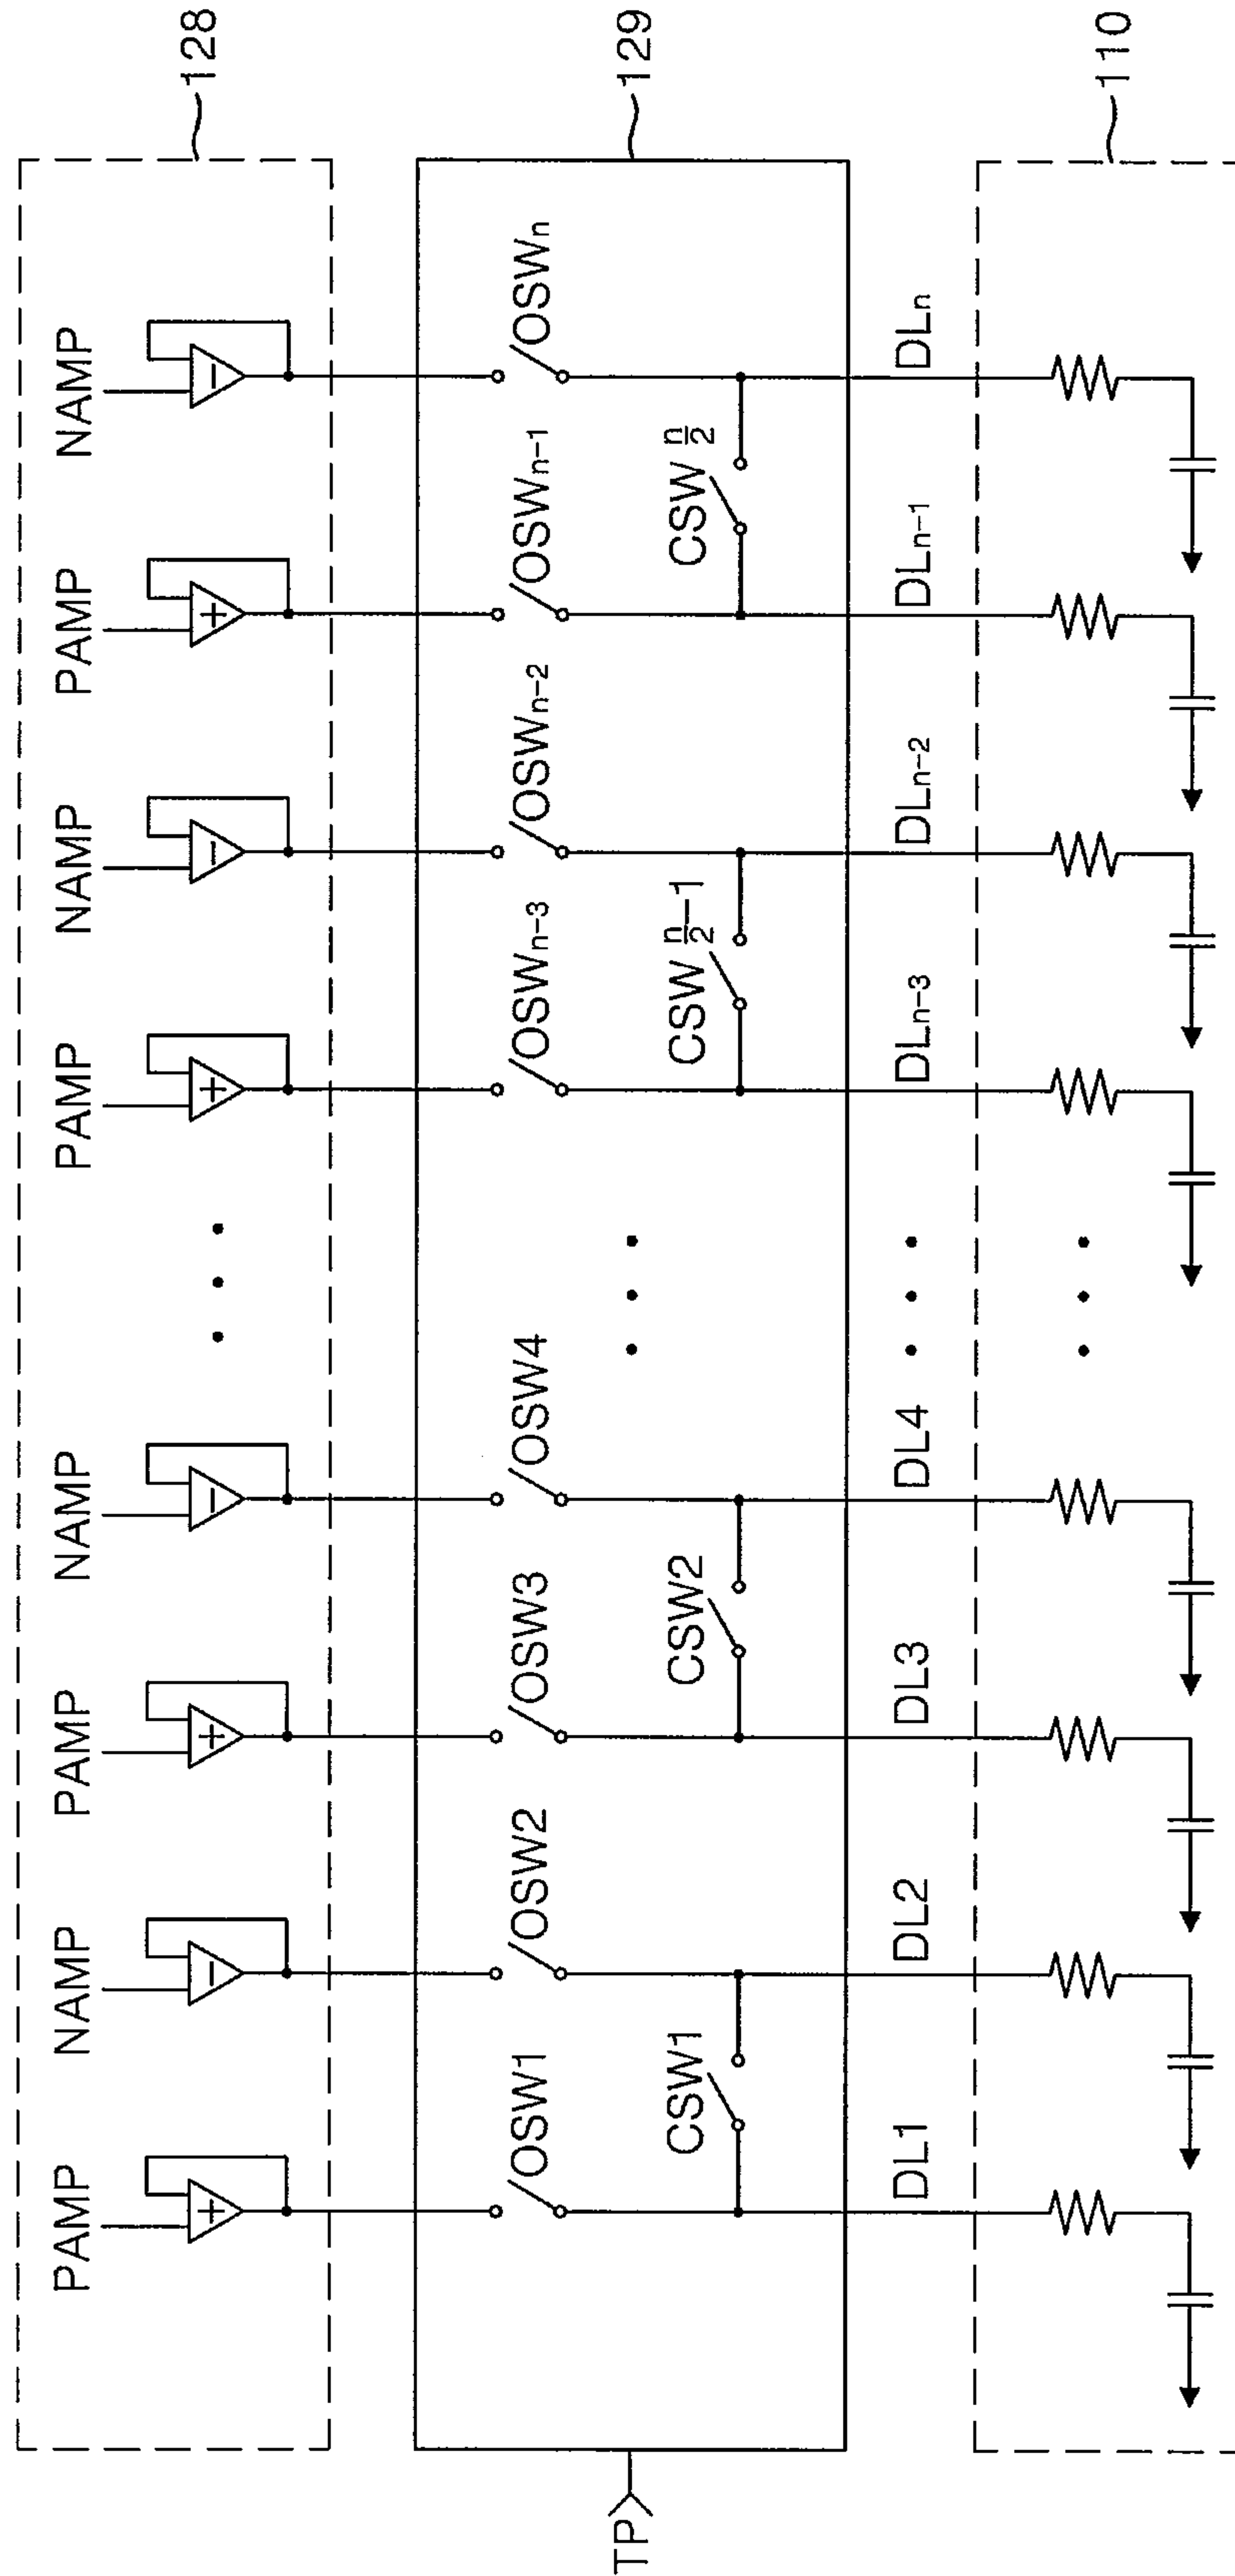 PAMP NAMP PAMP NAMP PAMP NAMP PAMP NAMP
+ − + − + − + −
128
OSW1 OSW2 OSW3 OSW4 OSWn-3 OSWn-2 OSWn-1 OSWn
TP
129
CSW1 CSW2 CSW n/2 −1 CSW n/2
DL1 DL2 DL3 DL4 DLn-3 DLn-2 DLn-1 DLn
110